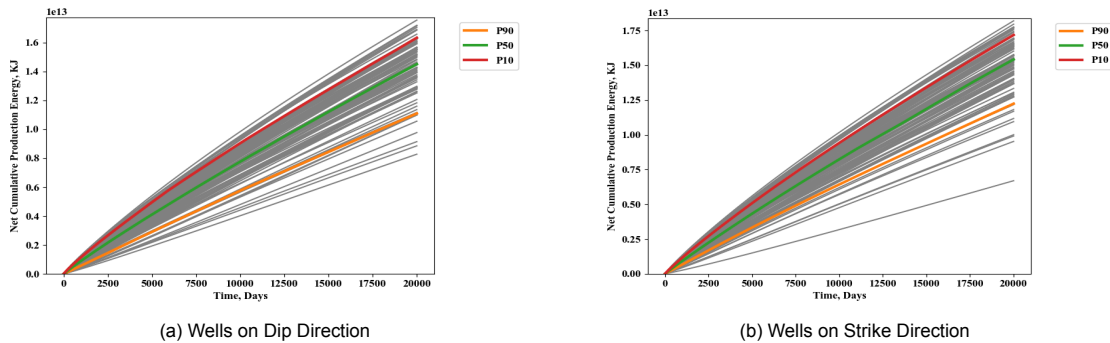 1e13
Net Cumulative Production Energy, KJ
1.6
1.4
1.2
1.0
0.8
0.6
0.4
0.2
0.0
0 2500 5000 7500 10000 12500 15000 17500 20000
Time, Days
P90
P50
P10
(a) Wells on Dip Direction
1e13
Net Cumulative Production Energy, KJ
1.75
1.50
1.25
1.00
0.75
0.50
0.25
0.00
0 2500 5000 7500 10000 12500 15000 17500 20000
Time, Days
P90
P50
P10
(b) Wells on Strike Direction